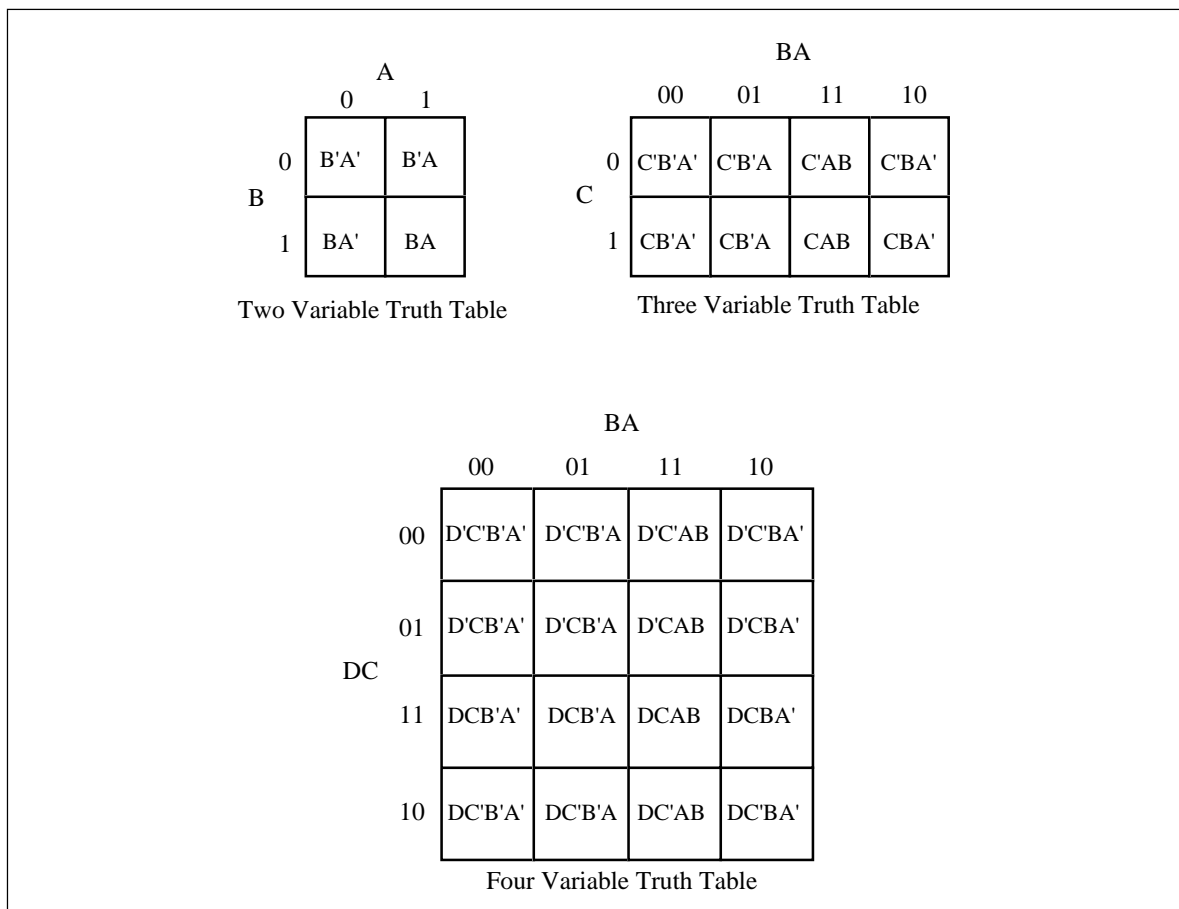 A
0 1
0 B'A' B'A
B
1 BA' BA
Two Variable Truth Table
BA
00 01 11 10
0 C'B'A' C'B'A C'AB C'BA'
C
1 CB'A' CB'A CAB CBA'
Three Variable Truth Table
BA
00 01 11 10
00 D'C'B'A' D'C'B'A D'C'AB D'C'BA'
01 D'CB'A' D'CB'A D'CAB D'CBA'
DC
11 DCB'A' DCB'A DCAB DCBA'
10 DC'B'A' DC'B'A DC'AB DC'BA'
Four Variable Truth Table